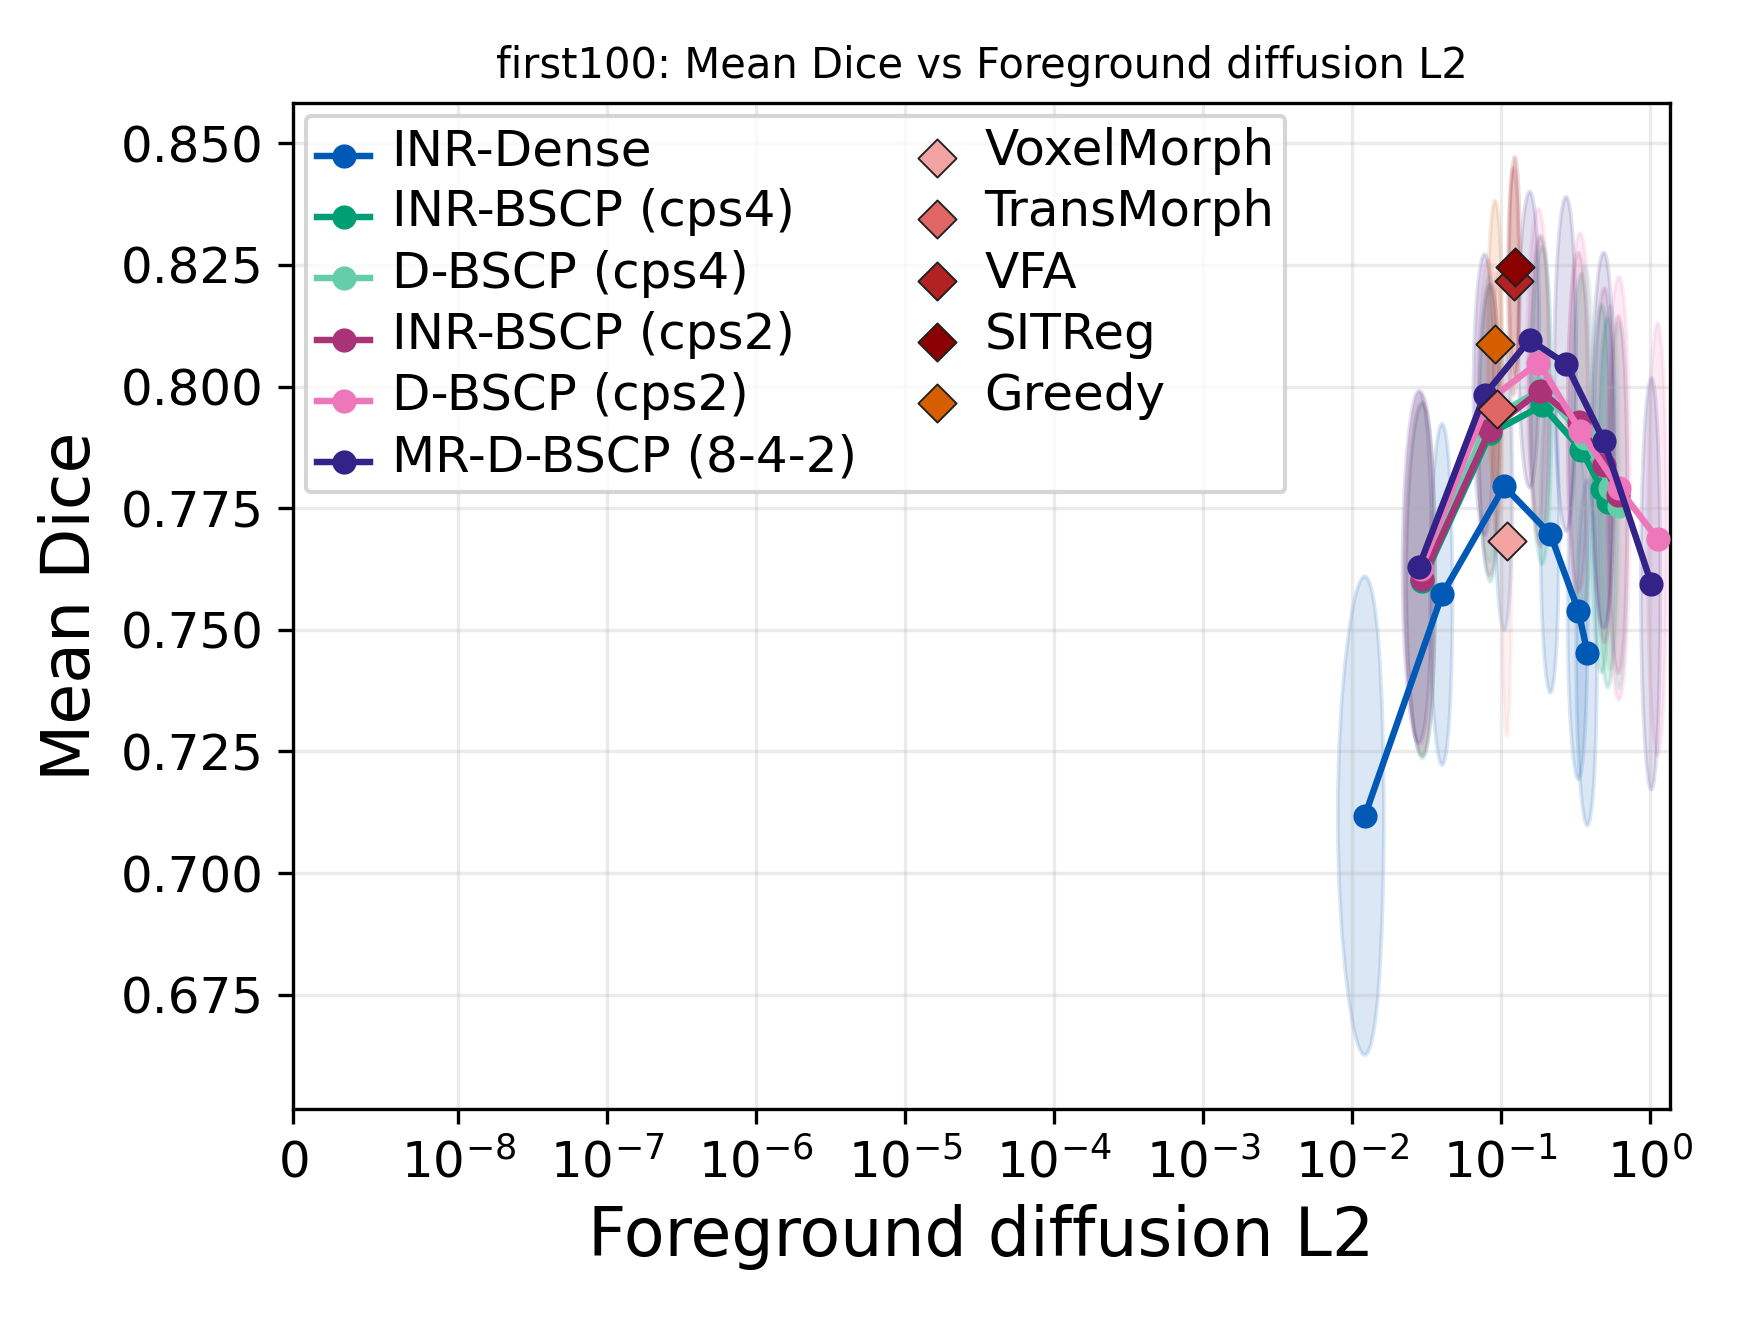 first100: Mean Dice vs Foreground diffusion L2
INR-Dense
INR-BSCP (cps4)
D-BSCP (cps4)
INR-BSCP (cps2)
D-BSCP (cps2)
MR-D-BSCP (8-4-2)
VoxelMorph
TransMorph
VFA
SITReg
Greedy
Mean Dice
0.850
0.825
0.800
0.775
0.750
0.725
0.700
0.675
0 10⁻⁸ 10⁻⁷ 10⁻⁶ 10⁻⁵ 10⁻⁴ 10⁻³ 10⁻² 10⁻¹ 10⁰
Foreground diffusion L2